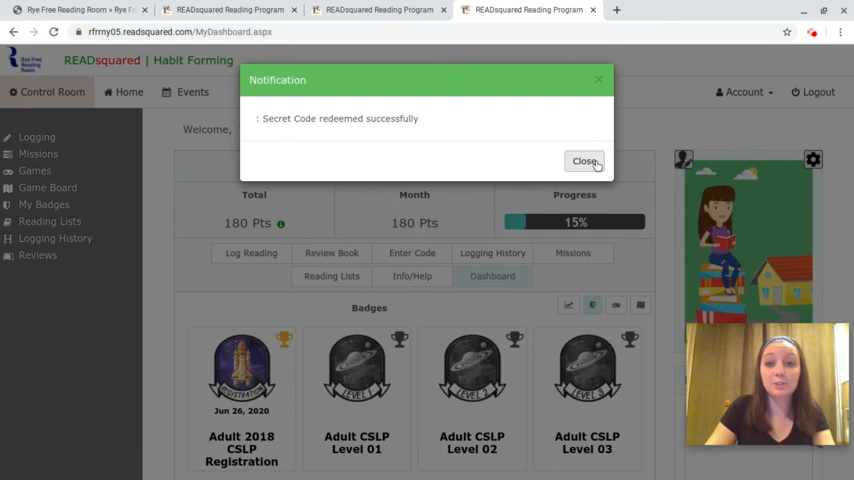 Rye Free Reading Room » Rye Fr
READsquared Reading Program
READsquared Reading Program
READsquared Reading Program
rfrrny05.readsquared.com/MyDashboard.aspx
Rye Free
Reading
Room
READsquared | Habit Forming
Control Room
Home
Events
Account
Logout
Notification
: Secret Code redeemed successfully
Close
Logging
Missions
Games
Game Board
My Badges
Reading Lists
Logging History
Reviews
Welcome,
Total
Month
Progress
180 Pts
180 Pts
15%
Log Reading
Review Book
Enter Code
Logging History
Missions
Reading Lists
Info/Help
Dashboard
Badges
REGISTRATION
LEVEL 1
LEVEL 2
LEVEL 3
Jun 26, 2020
Adult 2018
CSLP
Registration
Adult CSLP
Level 01
Adult CSLP
Level 02
Adult CSLP
Level 03